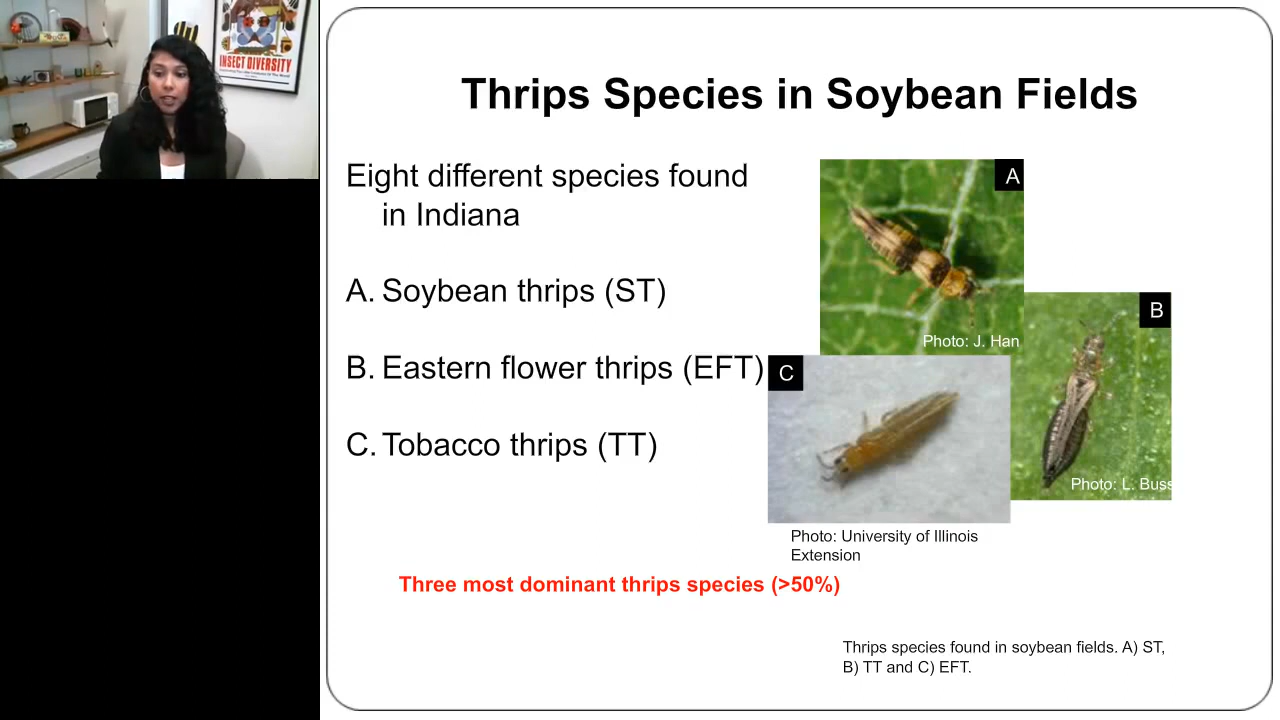 INSECT DIVERSITY
Thrips Species in Soybean Fields
Eight different species found
in Indiana
A. Soybean thrips (ST)
B. Eastern flower thrips (EFT)
C. Tobacco thrips (TT)
A
Photo: J. Han
B
Photo: L. Buss
C
Photo: University of Illinois
Extension
Three most dominant thrips species (>50%)
Thrips species found in soybean fields. A) ST,
B) TT and C) EFT.